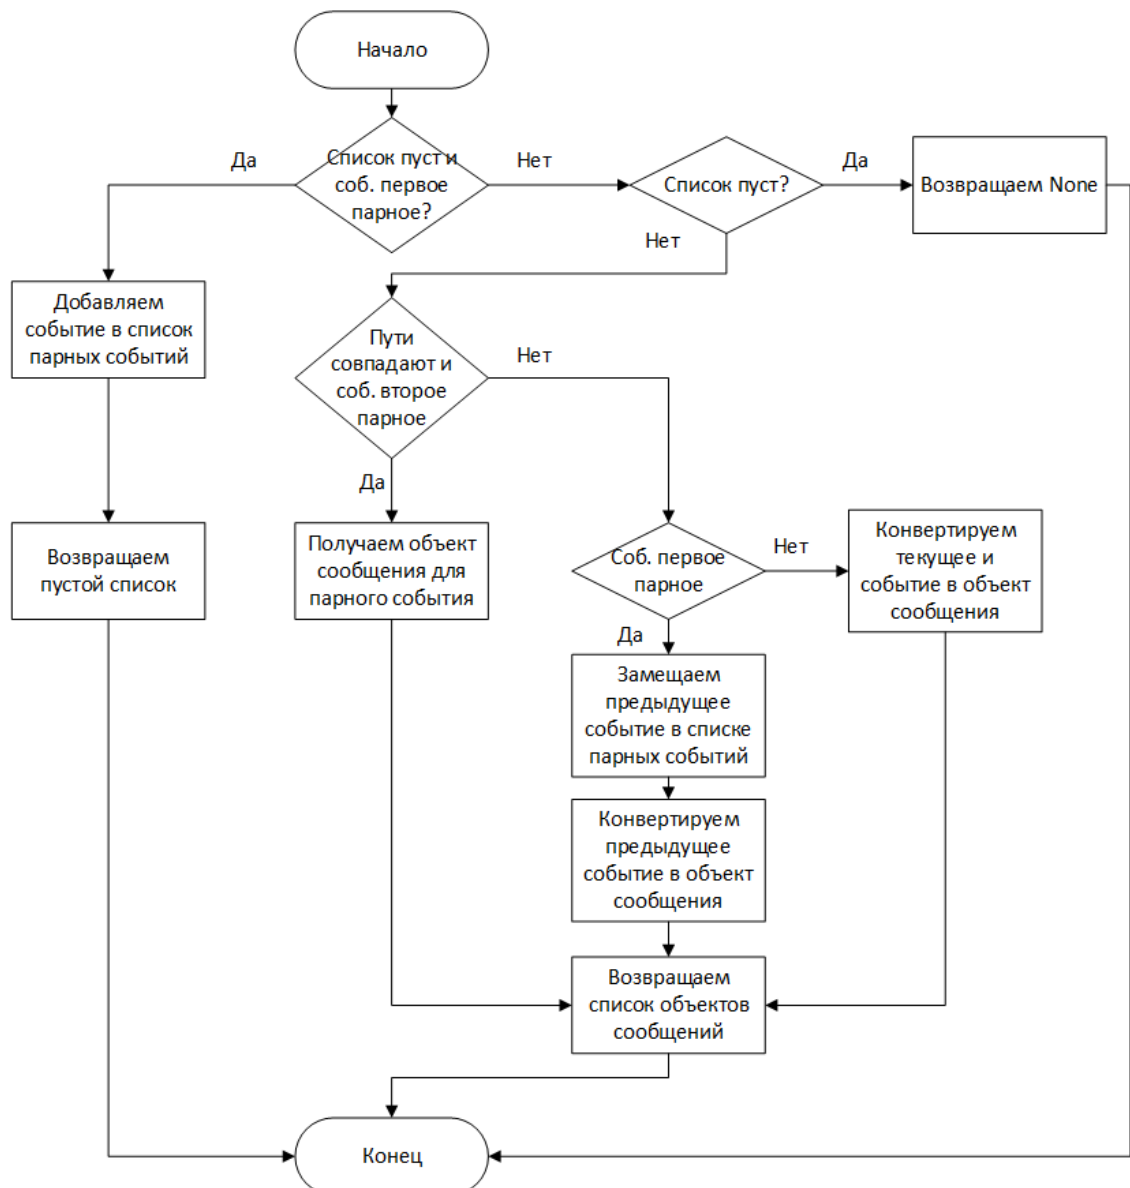 Начало
Да
Список пуст и
соб. первое
парное?
Нет
Список пуст?
Да
Возвращаем None
Нет
Добавляем
событие в список
парных событий
Пути
совпадают и
соб. второе
парное
Нет
Да
Возвращаем
пустой список
Получаем объект
сообщения для
парного события
Соб. первое
парное
Нет
Конвертируем
текущее и
событие в объект
сообщения
Да
Замещаем
предыдущее
событие в списке
парных событий
Конвертируем
предыдущее
событие в объект
сообщения
Возвращаем
список объектов
сообщений
Конец